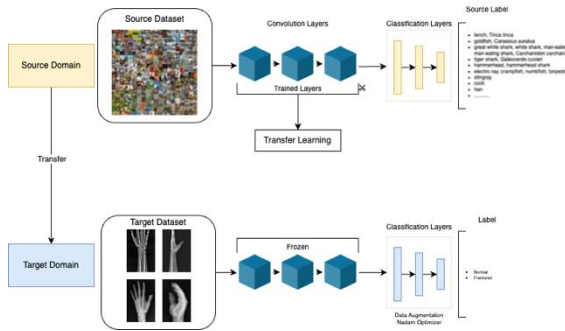 Source Label
Source Dataset
Convolution Layers
Classification Layers
tench, Tinca tinca
goldfish, Carassius auratus
great white shark, white shark, man-eater
man-eating shark, Carcharodon carcharias
tiger shark, Galeocerdo cuvieri
hammerhead, hammerhead shark
electric ray, crampfish, numbfish, torpedo
stingray
cock
hen
Source Domain
Trained Layers
Transfer Learning
Transfer
Target Dataset
Classification Layers
Label
Frozen
Target Domain
Normal
Fractured
Data Augmentation
Nadam Optimizer